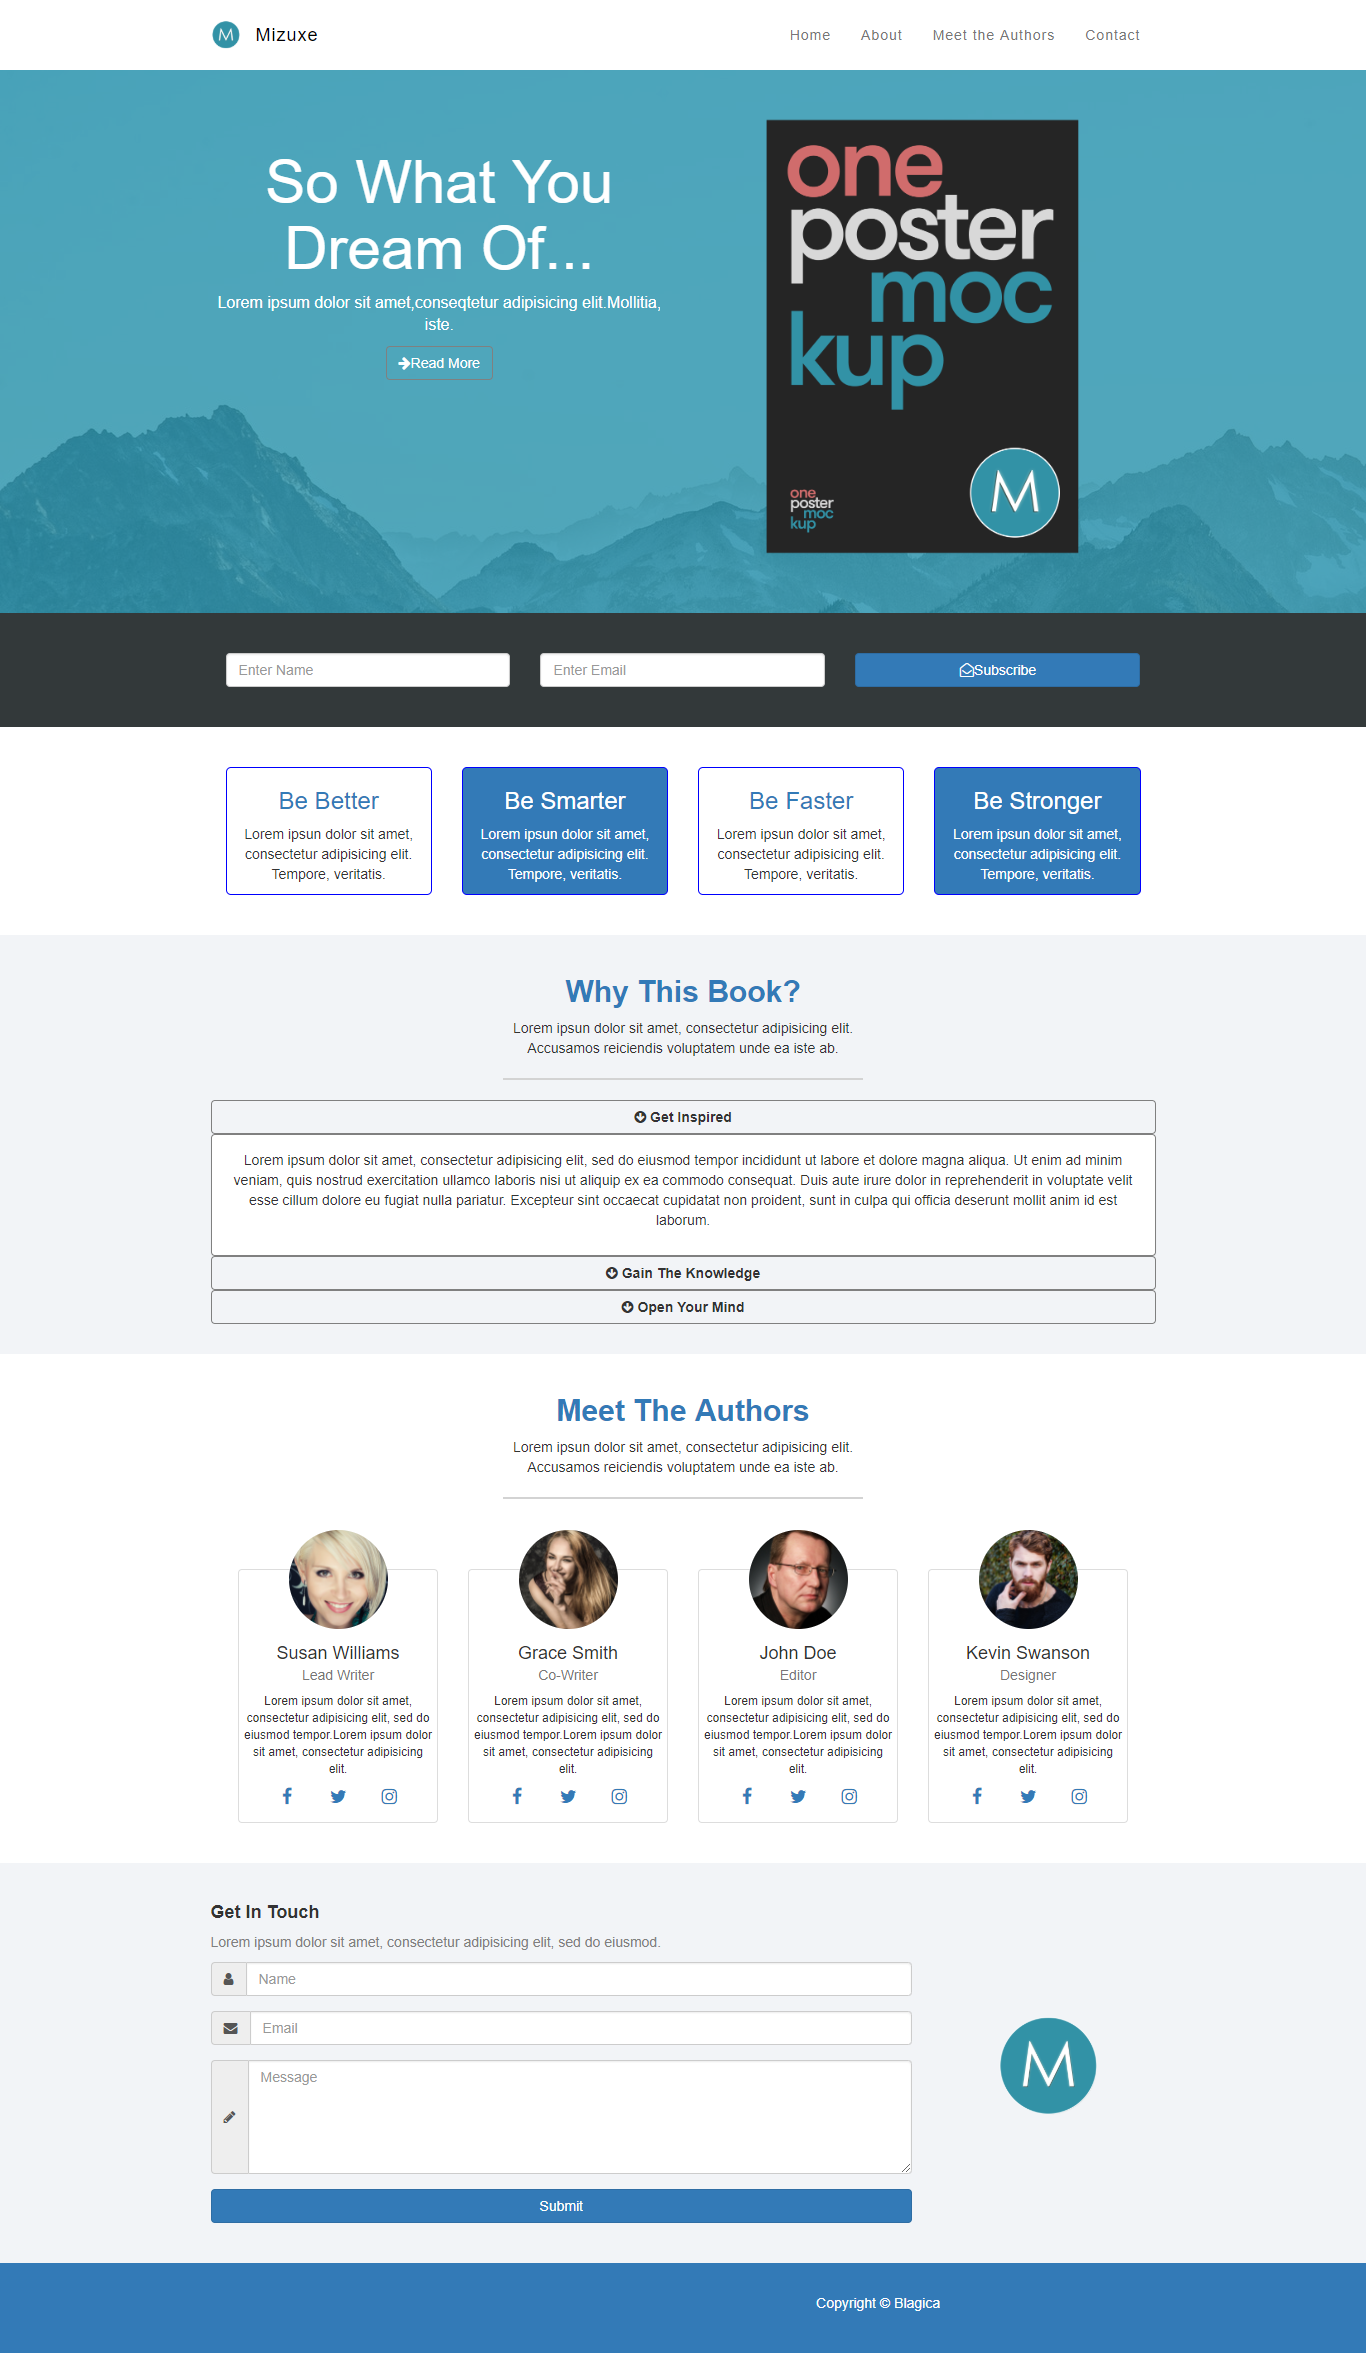 M Mizuxe Home About Meet the Authors Contact
So What You
Dream Of...
Lorem ipsum dolor sit amet,conseqtetur adipisicing elit.Mollitia,
iste.
Read More
one
poster
moc
kup
one
poster
moc
kup
M
Enter Name Enter Email Subscribe
Be Better
Lorem ipsun dolor sit amet,
consectetur adipisicing elit.
Tempore, veritatis.
Be Smarter
Lorem ipsun dolor sit amet,
consectetur adipisicing elit.
Tempore, veritatis.
Be Faster
Lorem ipsun dolor sit amet,
consectetur adipisicing elit.
Tempore, veritatis.
Be Stronger
Lorem ipsun dolor sit amet,
consectetur adipisicing elit.
Tempore, veritatis.
Why This Book?
Lorem ipsun dolor sit amet, consectetur adipisicing elit.
Accusamos reiciendis voluptatem unde ea iste ab.
Get Inspired
Lorem ipsum dolor sit amet, consectetur adipisicing elit, sed do eiusmod tempor incididunt ut labore et dolore magna aliqua. Ut enim ad minim
veniam, quis nostrud exercitation ullamco laboris nisi ut aliquip ex ea commodo consequat. Duis aute irure dolor in reprehenderit in voluptate velit
esse cillum dolore eu fugiat nulla pariatur. Excepteur sint occaecat cupidatat non proident, sunt in culpa qui officia deserunt mollit anim id est
laborum.
Gain The Knowledge
Open Your Mind
Meet The Authors
Lorem ipsun dolor sit amet, consectetur adipisicing elit.
Accusamos reiciendis voluptatem unde ea iste ab.
Susan Williams
Lead Writer
Lorem ipsum dolor sit amet,
consectetur adipisicing elit, sed do
eiusmod tempor.Lorem ipsum dolor
sit amet, consectetur adipisicing
elit.
Grace Smith
Co-Writer
Lorem ipsum dolor sit amet,
consectetur adipisicing elit, sed do
eiusmod tempor.Lorem ipsum dolor
sit amet, consectetur adipisicing
elit.
John Doe
Editor
Lorem ipsum dolor sit amet,
consectetur adipisicing elit, sed do
eiusmod tempor.Lorem ipsum dolor
sit amet, consectetur adipisicing
elit.
Kevin Swanson
Designer
Lorem ipsum dolor sit amet,
consectetur adipisicing elit, sed do
eiusmod tempor.Lorem ipsum dolor
sit amet, consectetur adipisicing
elit.
Get In Touch
Lorem ipsum dolor sit amet, consectetur adipisicing elit, sed do eiusmod.
Name
Email
Message
Submit
M
Copyright © Blagica